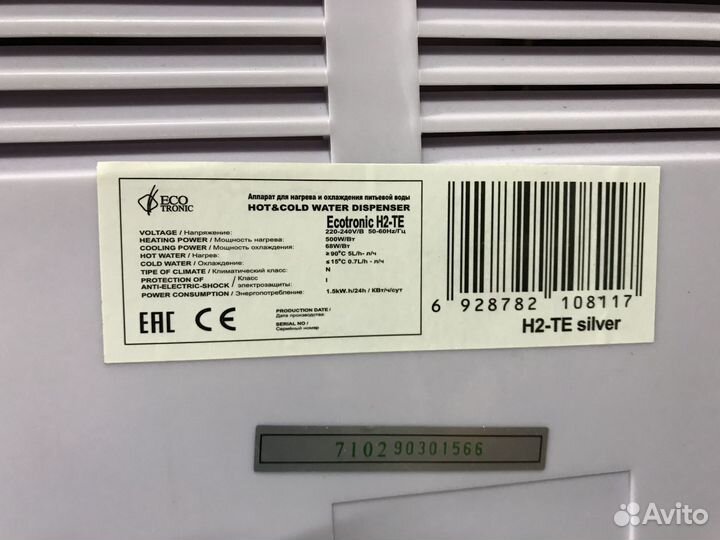 ECO
TRONIC
Аппарат для нагрева и охлаждения питьевой воды
HOT&COLD WATER DISPENSER
Ecotronic H2-TE
VOLTAGE / Напряжение: 220-240V/В 50-60Hz/Гц
HEATING POWER / Мощность нагрева: 500W/Вт
COOLING POWER / Мощность охлаждения: 68W/Вт
HOT WATER / Нагрев: ≥90°C 5L/h - л/ч
COLD WATER / Охлаждение: ≤15°C 0.7L/h - л/ч
TYPE OF CLIMATE / Климатический класс: N
PROTECTION OF / Класс
ANTI-ELECTRIC-SHOCK / электрозащиты: I
POWER CONSUMPTION / Энергопотребление: 1.5kW.h/24h / КВт/ч/сут
EAC CE
PRODUCTION DATE /
Дата производства:
SERIAL NO /
Серийный номер:
6 928782 108117
H2-TE silver
710290301566
Avito